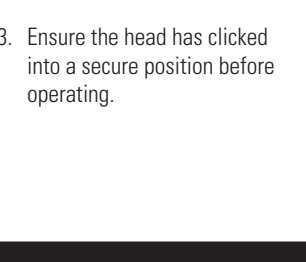 3. Ensure the head has clicked
into a secure position before
operating.